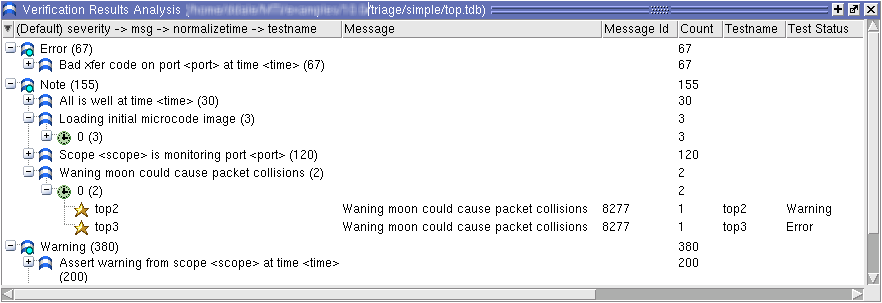 Verification Results Analysis /triage/simple/top.tdb)
(Default) severity -> msg -> normalizetime -> testname Message Message Id Count Testname Test Status
Error (67) 67
Bad xfer code on port <port> at time <time> (67) 67
Note (155) 155
All is well at time <time> (30) 30
Loading initial microcode image (3) 3
0 (3) 3
Scope <scope> is monitoring port <port> (120) 120
Waning moon could cause packet collisions (2) 2
0 (2) 2
top2 Waning moon could cause packet collisions 8277 1 top2 Warning
top3 Waning moon could cause packet collisions 8277 1 top3 Error
Warning (380) 380
Assert warning from scope <scope> at time <time> 200
(200)